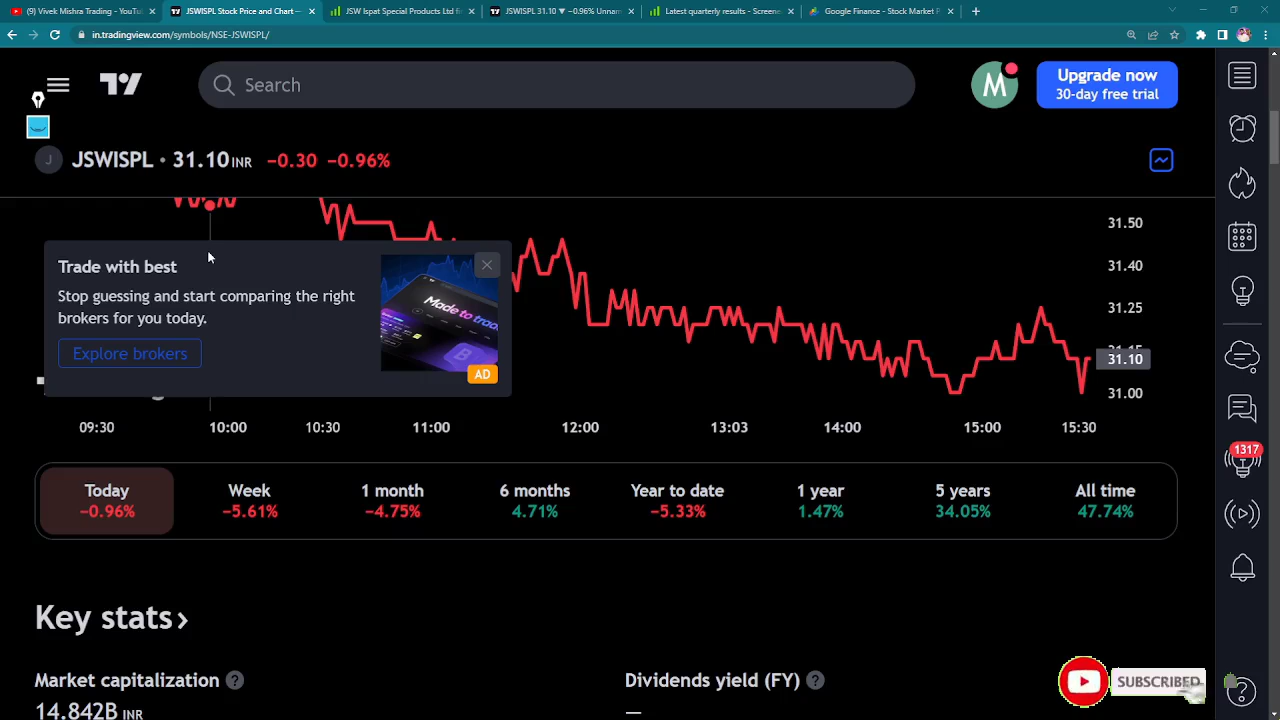 (9) Vivek Mishra Trading - YouTub
JSWISPL Stock Price and Chart —
JSW Ispat Special Products Ltd fi
JSWISPL 31.10 ▼ −0.96% Unnam
Latest quarterly results - Screene
Google Finance - Stock Market P
in.tradingview.com/symbols/NSE-JSWISPL/
Search
M
Upgrade now
30-day free trial
J
JSWISPL • 31.10 INR −0.30 −0.96%
31.50
31.40
31.25
31.10
31.00
Trade with best
Stop guessing and start comparing the right
brokers for you today.
Explore brokers
Made to trad
AD
09:30 10:00 10:30 11:00 12:00 13:03 14:00 15:00 15:30
Today Week 1 month 6 months Year to date 1 year 5 years All time
−0.96% −5.61% −4.75% 4.71% −5.33% 1.47% 34.05% 47.74%
1317
Key stats ›
Market capitalization ?
Dividends yield (FY) ?
14.842B INR
—
SUBSCRIBED